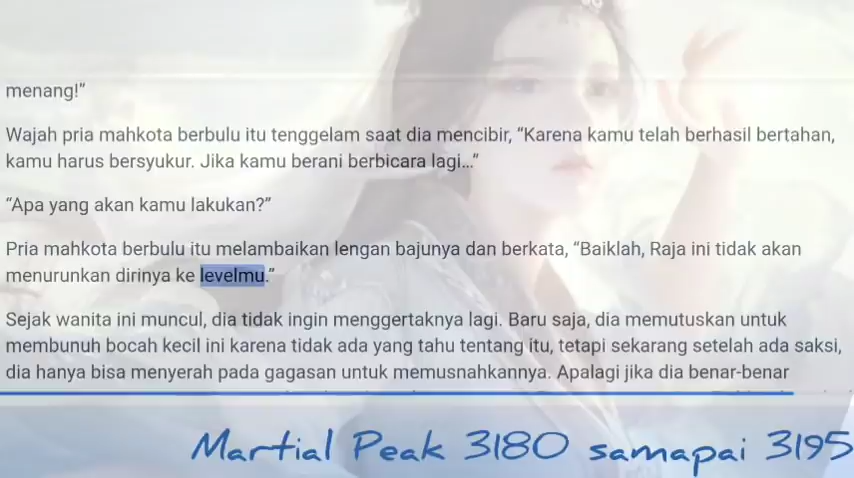 menang!”
Wajah pria mahkota berbulu itu tenggelam saat dia mencibir, “Karena kamu telah berhasil bertahan,
kamu harus bersyukur. Jika kamu berani berbicara lagi…”
“Apa yang akan kamu lakukan?”
Pria mahkota berbulu itu melambaikan lengan bajunya dan berkata, “Baiklah, Raja ini tidak akan
menurunkan dirinya ke levelmu.”
Sejak wanita ini muncul, dia tidak ingin menggertaknya lagi. Baru saja, dia memutuskan untuk
membunuh bocah kecil ini karena tidak ada yang tahu tentang itu, tetapi sekarang setelah ada saksi,
dia hanya bisa menyerah pada gagasan untuk memusnahkannya. Apalagi jika dia benar-benar
Martial Peak 3180 samapai 3195